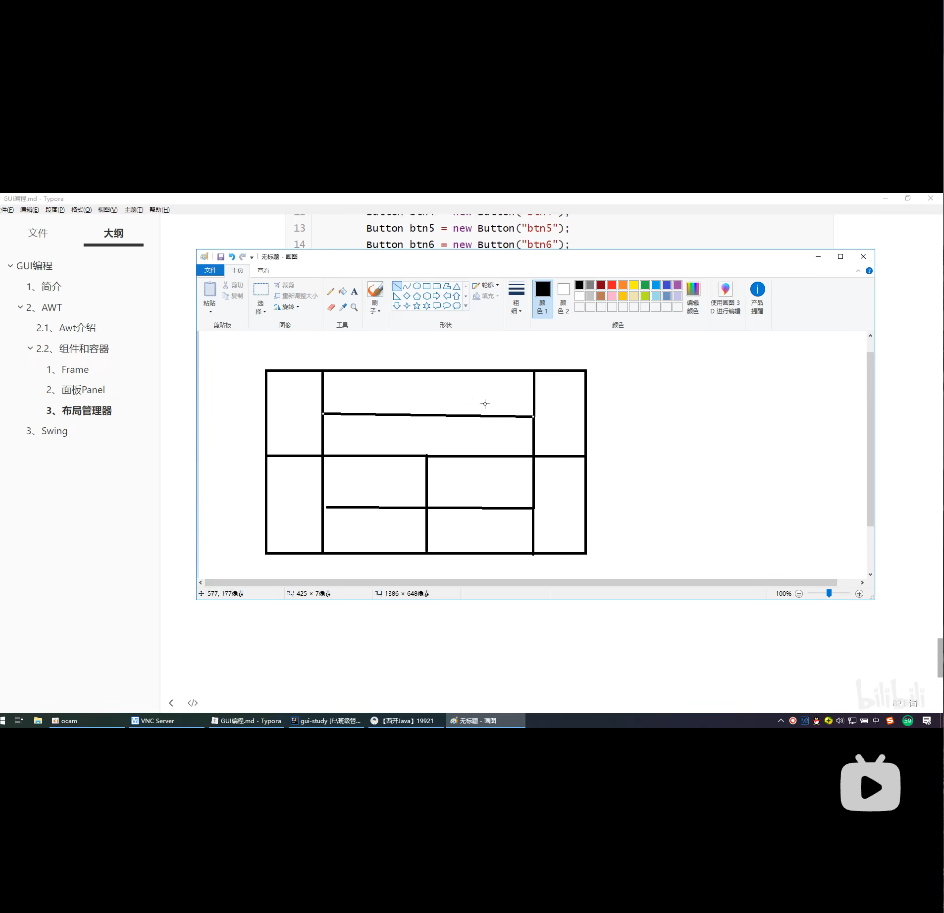 GUI编程.md - Typora
件(F) 编辑(E) 段落(P) 格式(O) 视图(V) 主题(T) 帮助(H)
文件 大纲
GUI编程
1、简介
2、AWT
2.1、Awt介绍
2.2、组件和容器
1、Frame
2、面板Panel
3、布局管理器
3、Swing
13 Button btn5 = new Button("btn5");
14 Button btn6 = new Button("btn6");
无标题 - 画图
文件 主页 查看
粘贴 剪切 复制
剪贴板
选择 裁剪 重新调整大小 旋转
图像
A
工具
刷子
轮廓 填充
形状
粗细
颜色 1
颜色 2
编辑颜色
颜色
使用画图 3D 进行编辑
产品提醒
577, 177像素 425 × 7像素 1386 × 648像素 100%
bilibili
ocam VNC Server GUI编程.md - Typora gui-study [F:\班级管... 【西开Java】19921 无标题 - 画图